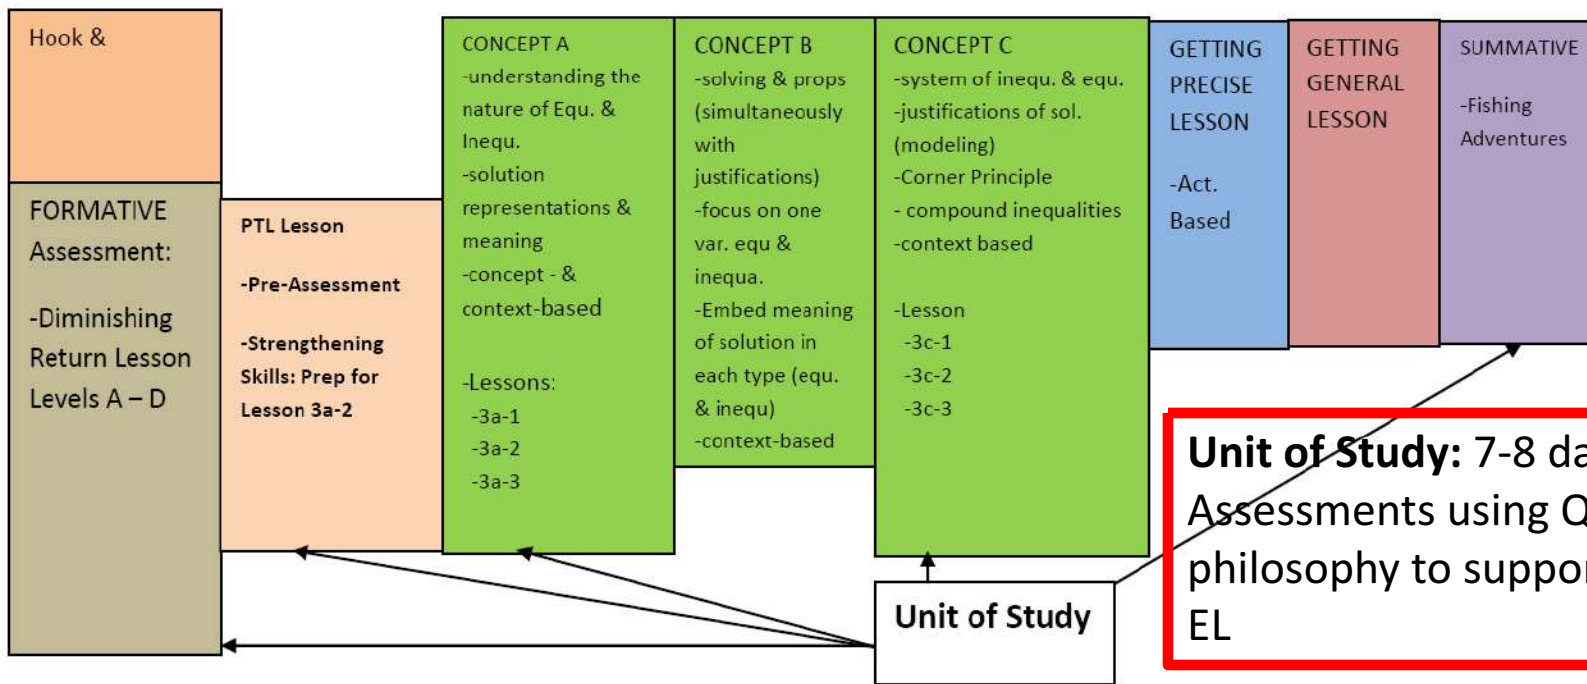 Hook &
FORMATIVE
Assessment:
-Diminishing
Return Lesson
Levels A – D
PTL Lesson
-Pre-Assessment
-Strengthening
Skills: Prep for
Lesson 3a-2
CONCEPT A
-understanding the
nature of Equ. &
Inequ.
-solution
representations &
meaning
-concept - &
context-based
-Lessons:
-3a-1
-3a-2
-3a-3
CONCEPT B
-solving & props
(simultaneously
with
justifications)
-focus on one
var. equ &
inequa.
-Embed meaning
of solution in
each type (equ.
& inequ)
-context-based
CONCEPT C
-system of inequ. & equ.
-justifications of sol.
(modeling)
-Corner Principle
- compound inequalities
-context based
-Lesson
-3c-1
-3c-2
-3c-3
GETTING
PRECISE
LESSON
-Act.
Based
GETTING
GENERAL
LESSON
SUMMATIVE
-Fishing
Adventures
Unit of Study
Unit of Study: 7-8 da
Assessments using Q
philosophy to suppor
EL